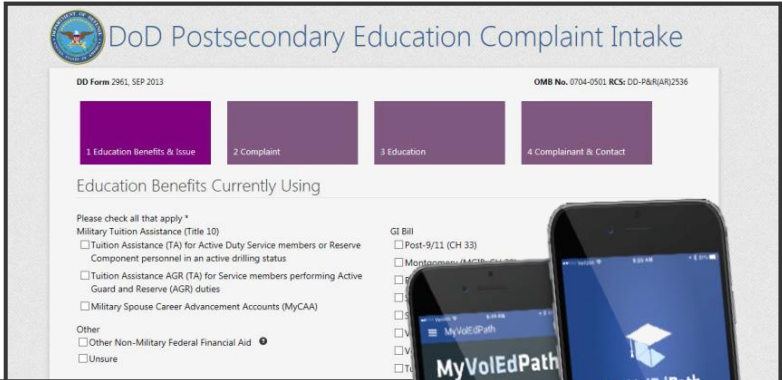 DoD Postsecondary Education Complaint Intake
DD Form 2961, SEP 2013
OMB No. 0704-0501 RCS: DD-P&R(AR)2536
1 Education Benefits & Issue
2 Complaint
3 Education
4 Complainant & Contact
Education Benefits Currently Using
Please check all that apply *
Military Tuition Assistance (Title 10)
Tuition Assistance (TA) for Active Duty Service members or Reserve
Component personnel in an active drilling status
Tuition Assistance AGR (TA) for Service members performing Active
Guard and Reserve (AGR) duties
Military Spouse Career Advancement Accounts (MyCAA)
Other
Other Non-Military Federal Financial Aid
Unsure
GI Bill
Post-9/11 (CH 33)
Montgomery
MyVolEdPath
MyVolEdPath